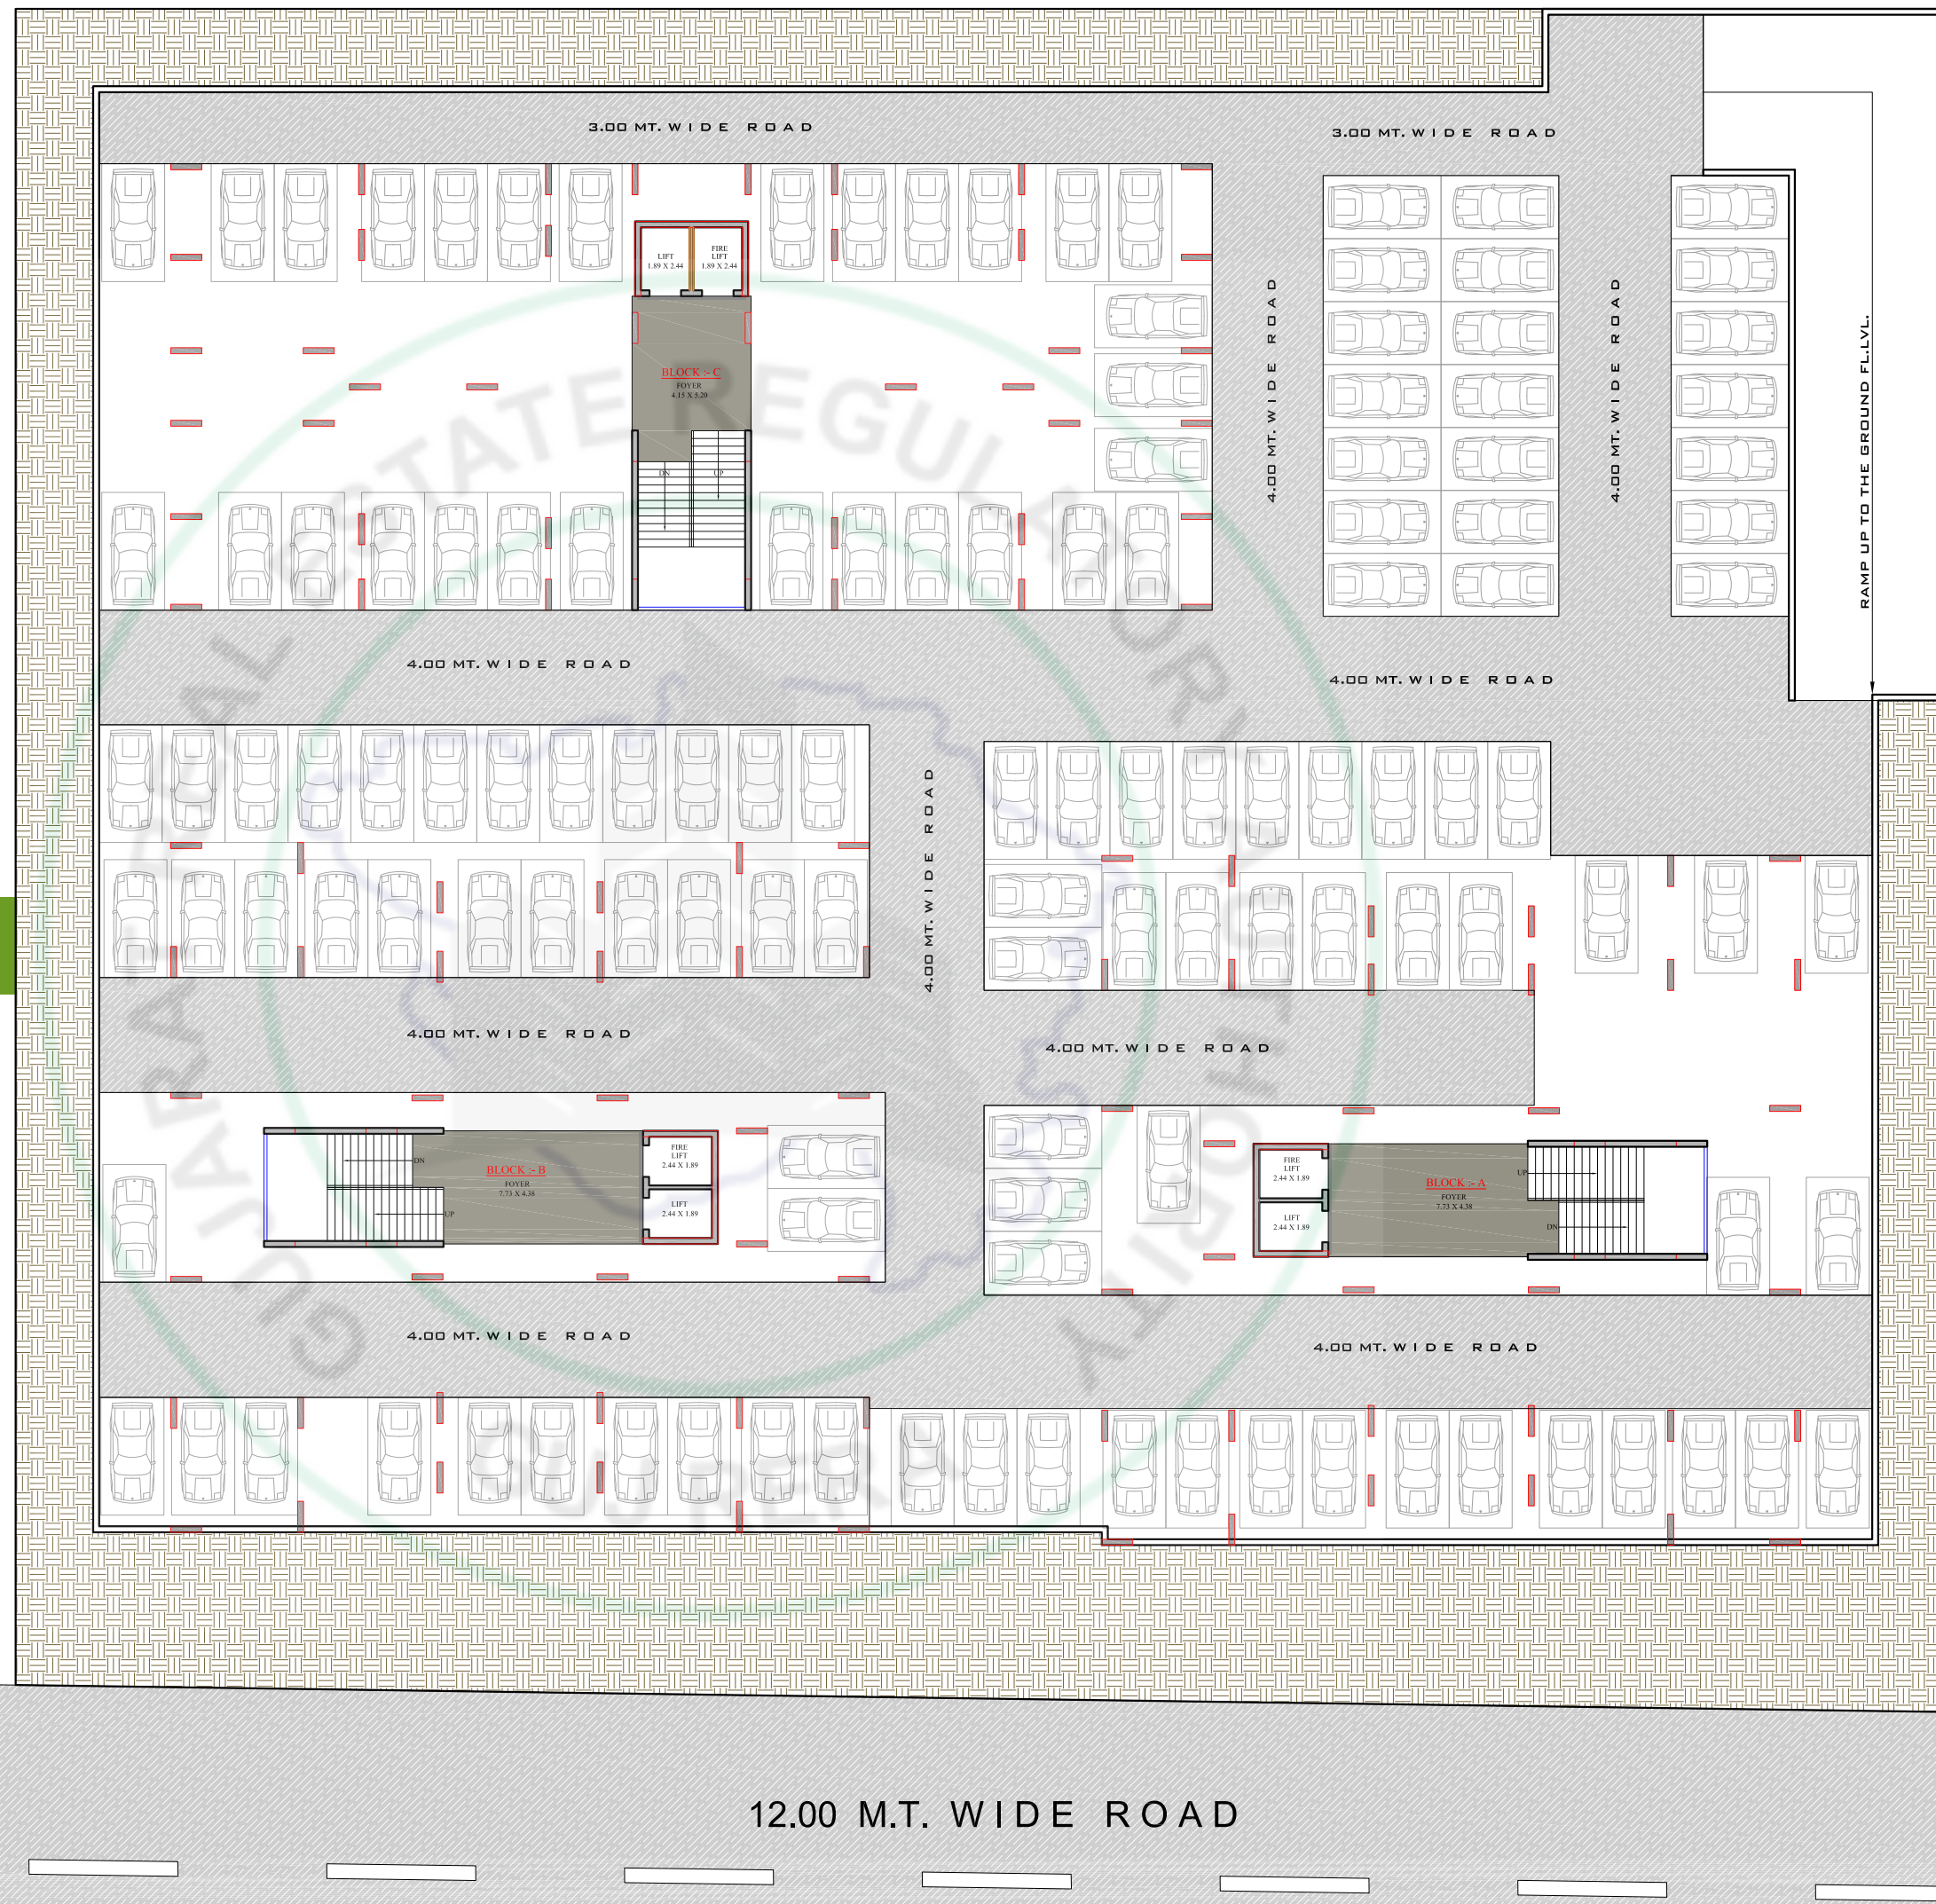 3.00 MT. WIDE ROAD
3.00 MT. WIDE ROAD
LIFT
1.89 X 2.44
FIRE
LIFT
1.89 X 2.44
BLOCK :- C
FOYER
4.15 X 5.20
DN
UP
4.00 MT. WIDE ROAD
4.00 MT. WIDE ROAD
RAMP UP TO THE GROUND FL.LVL.
4.00 MT. WIDE ROAD
4.00 MT. WIDE ROAD
4.00 MT. WIDE ROAD
4.00 MT. WIDE ROAD
4.00 MT. WIDE ROAD
DN
UP
BLOCK :- B
FOYER
7.73 X 4.38
FIRE
LIFT
2.44 X 1.89
LIFT
2.44 X 1.89
FIRE
LIFT
2.44 X 1.89
LIFT
2.44 X 1.89
BLOCK :- A
FOYER
7.73 X 4.38
UP
DN
4.00 MT. WIDE ROAD
4.00 MT. WIDE ROAD
12.00 M.T. WIDE ROAD
GUJARAT REAL ESTATE REGULATORY AUTHORITY
GUJRERA